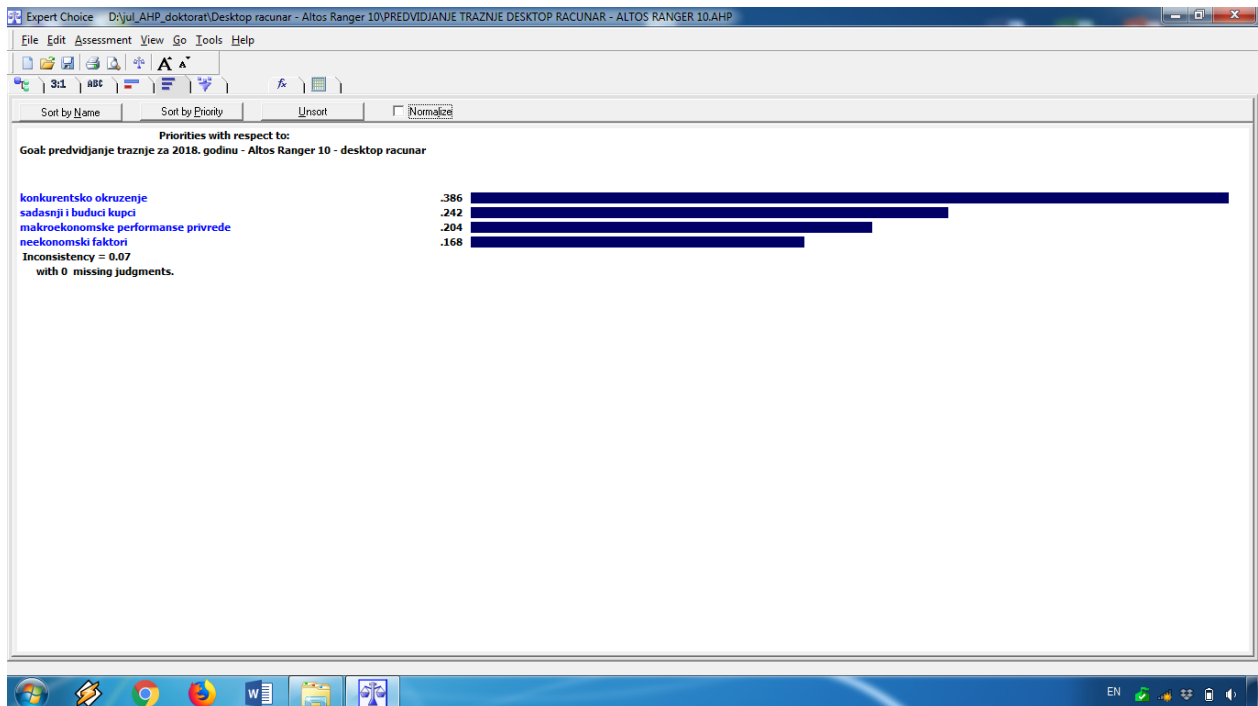 Expert Choice D:\jul_AHP_doktorat\Desktop racunar - Altos Ranger 10\PREDVIDJANJE TRAZNJE DESKTOP RACUNAR - ALTOS RANGER 10.AHP
File Edit Assessment View Go Tools Help
A A
3:1 ABC fx
Sort by Name Sort by Priority Unsort Normalize
Priorities with respect to:
Goal: predvidjanje traznje za 2018. godinu - Altos Ranger 10 - desktop racunar
konkurentsko okruzenje .386
sadasnji i buduci kupci .242
makroekonomske performanse privrede .204
neekonomski faktori .168
Inconsistency = 0.07
with 0 missing judgments.
W EN